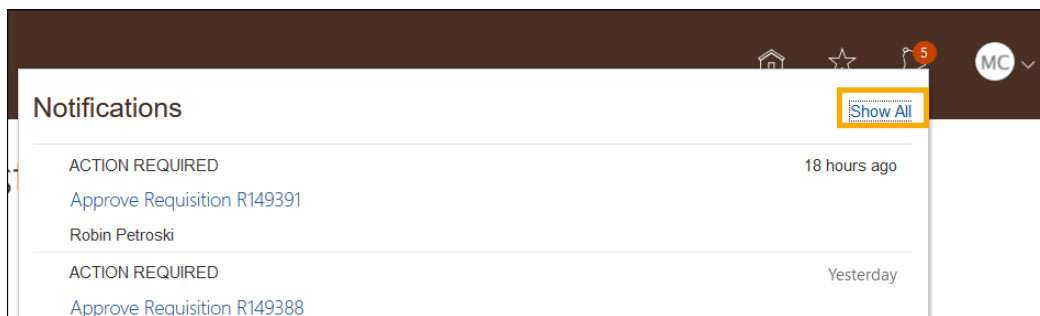 5
MC
Notifications
Show All
ACTION REQUIRED
18 hours ago
Approve Requisition R149391
Robin Petroski
ACTION REQUIRED
Yesterday
Approve Requisition R149388